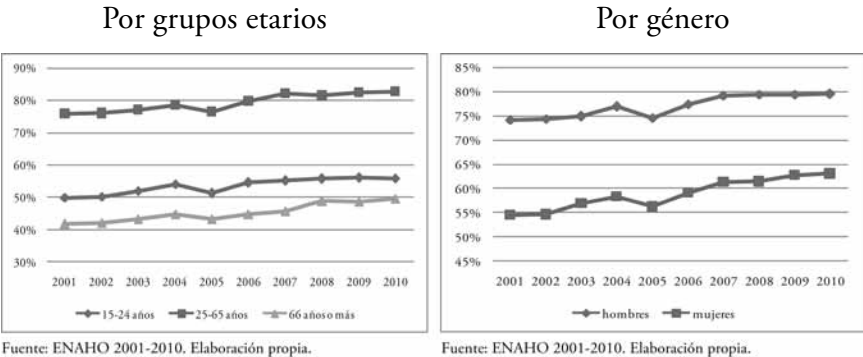 Por grupos etarios
90%
80%
70%
60%
50%
40%
30%
2001 2002 2003 2004 2005 2006 2007 2008 2009 2010
15-24 años 25-65 años 66 años o más
Fuente: ENAHO 2001-2010. Elaboración propia.
Por género
85%
80%
75%
70%
65%
60%
55%
50%
45%
2001 2002 2003 2004 2005 2006 2007 2008 2009 2010
hombres mujeres
Fuente: ENAHO 2001-2010. Elaboración propia.